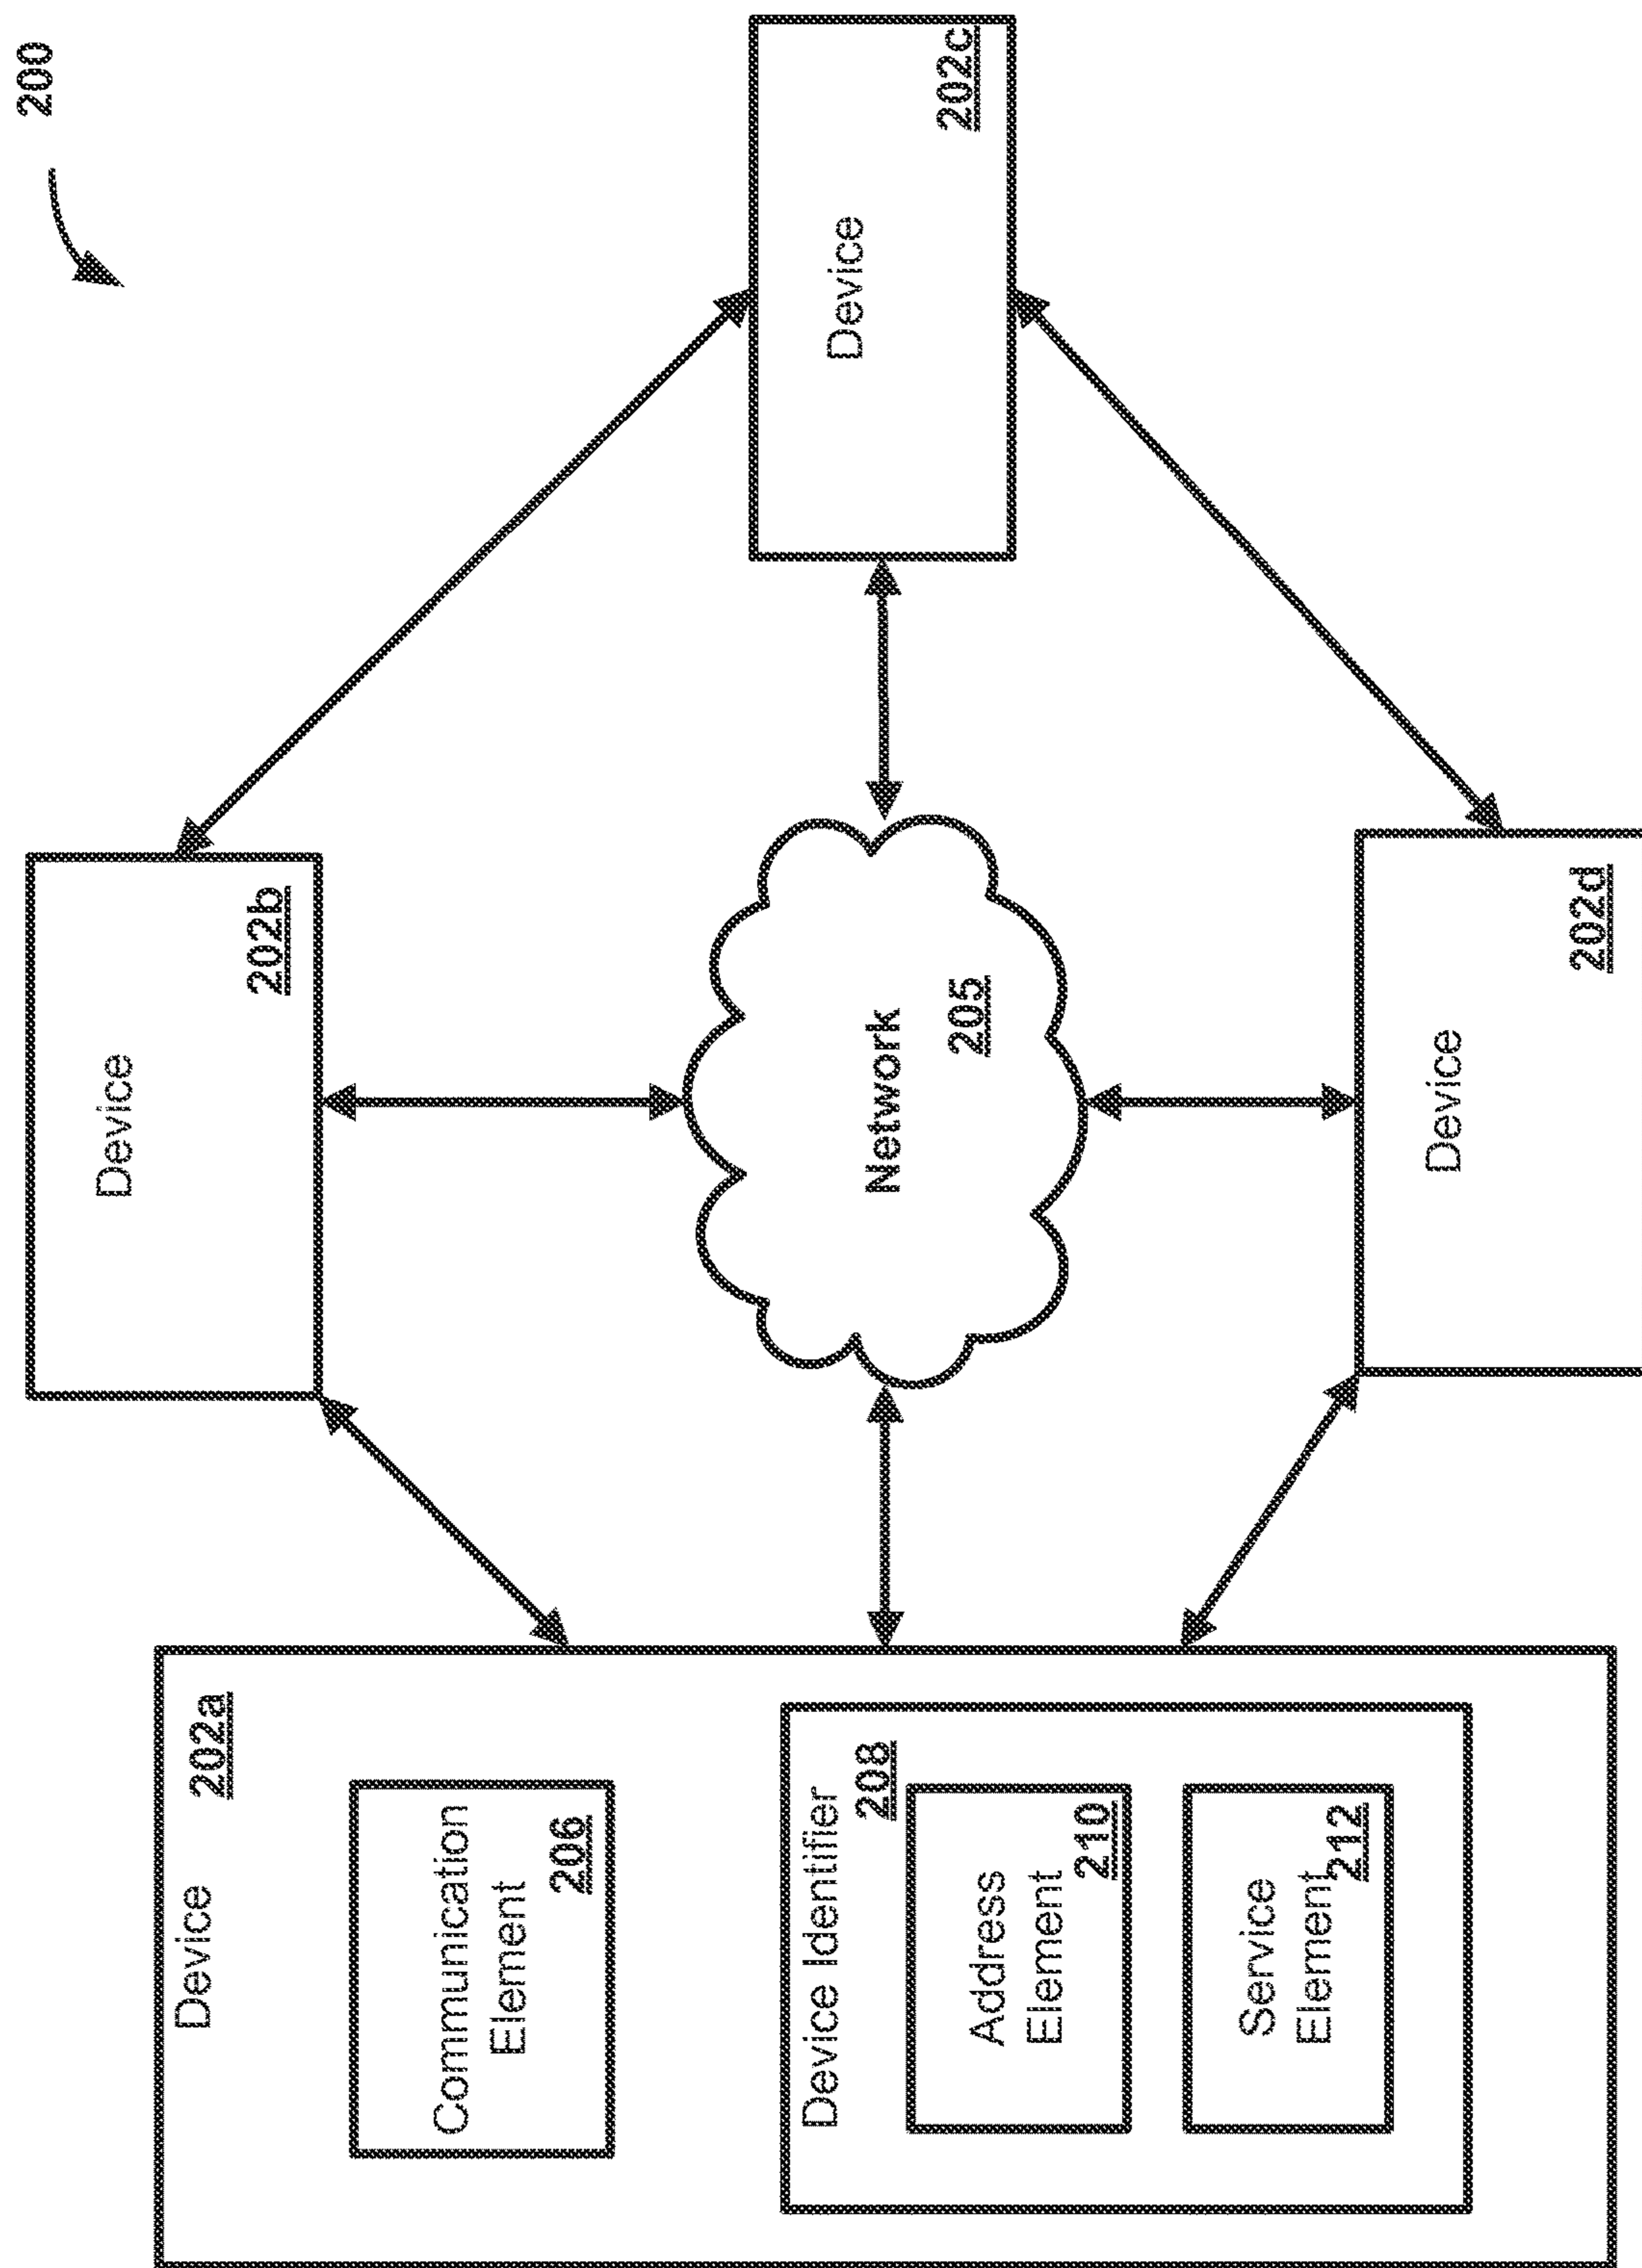 200
Device
202a
Communication
Element
206
Device Identifier
208
Address
Element
210
Service
Element
212
Device
202b
Network
205
Device
202d
Device
202c